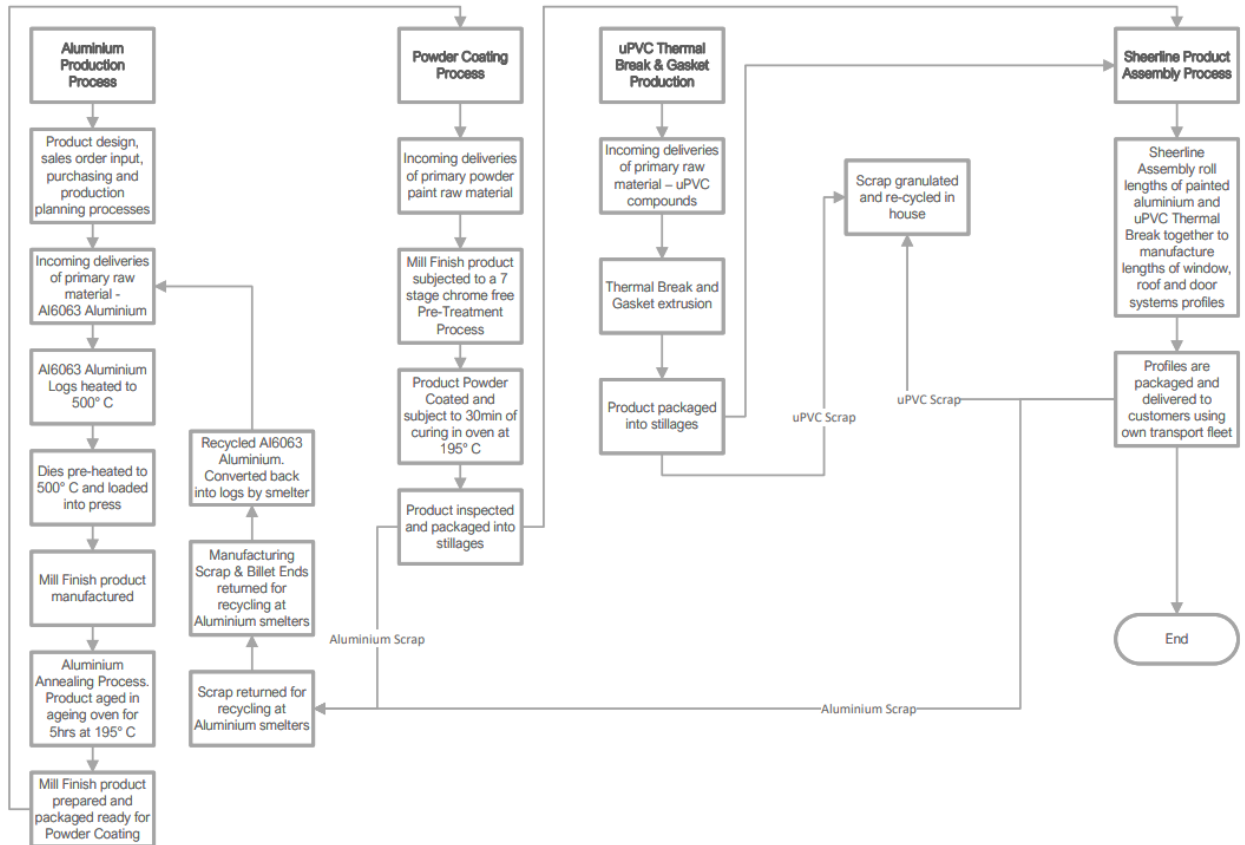 Aluminium
Production
Process
Product design,
sales order input,
purchasing and
production
planning processes
Incoming deliveries
of primary raw
material -
Al6063 Aluminium
Al6063 Aluminium
Logs heated to
500° C
Dies pre-heated to
500° C and loaded
into press
Mill Finish product
manufactured
Aluminium
Annealing Process.
Product aged in
ageing oven for
5hrs at 195° C
Mill Finish product
prepared and
packaged ready for
Powder Coating
Recycled Al6063
Aluminium.
Converted back
into logs by smelter
Manufacturing
Scrap & Billet Ends
returned for
recycling at
Aluminium smelters
Scrap returned for
recycling at
Aluminium smelters
Powder Coating
Process
Incoming deliveries
of primary powder
paint raw material
Mill Finish product
subjected to a 7
stage chrome free
Pre-Treatment
Process
Product Powder
Coated and
subject to 30min of
curing in oven at
195° C
Product inspected
and packaged into
stillages
Aluminium Scrap
uPVC Thermal
Break & Gasket
Production
Incoming deliveries
of primary raw
material – uPVC
compounds
Thermal Break and
Gasket extrusion
Product packaged
into stillages
uPVC Scrap
Scrap granulated
and re-cycled in
house
uPVC Scrap
Aluminium Scrap
Sheerline Product
Assembly Process
Sheerline
Assembly roll
lengths of painted
aluminium and
uPVC Thermal
Break together to
manufacture
lengths of window,
roof and door
systems profiles
Profiles are
packaged and
delivered to
customers using
own transport fleet
End